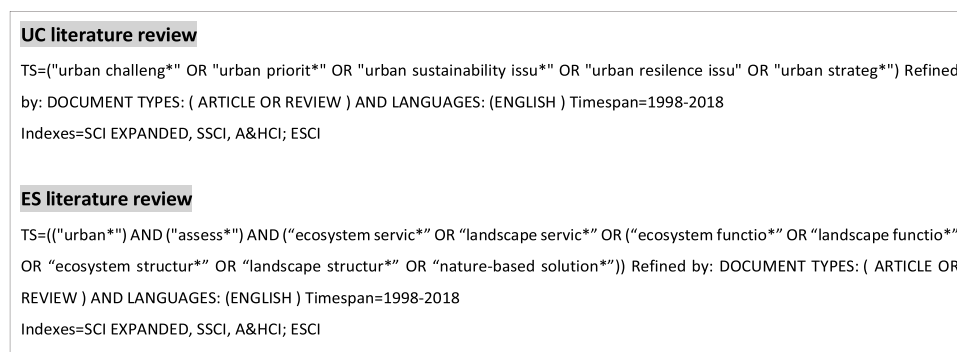 UC literature review
TS=("urban challeng*" OR "urban priorit*" OR "urban sustainability issu*" OR "urban resilence issu" OR "urban strateg*") Refined
by: DOCUMENT TYPES: ( ARTICLE OR REVIEW ) AND LANGUAGES: (ENGLISH ) Timespan=1998-2018
Indexes=SCI EXPANDED, SSCI, A&HCI; ESCI
ES literature review
TS=(("urban*") AND ("assess*") AND (“ecosystem servic*” OR “landscape servic*” OR (“ecosystem functio*” OR “landscape functio*”
OR “ecosystem structur*” OR “landscape structur*” OR “nature-based solution*”)) Refined by: DOCUMENT TYPES: ( ARTICLE OR
REVIEW ) AND LANGUAGES: (ENGLISH ) Timespan=1998-2018
Indexes=SCI EXPANDED, SSCI, A&HCI; ESCI